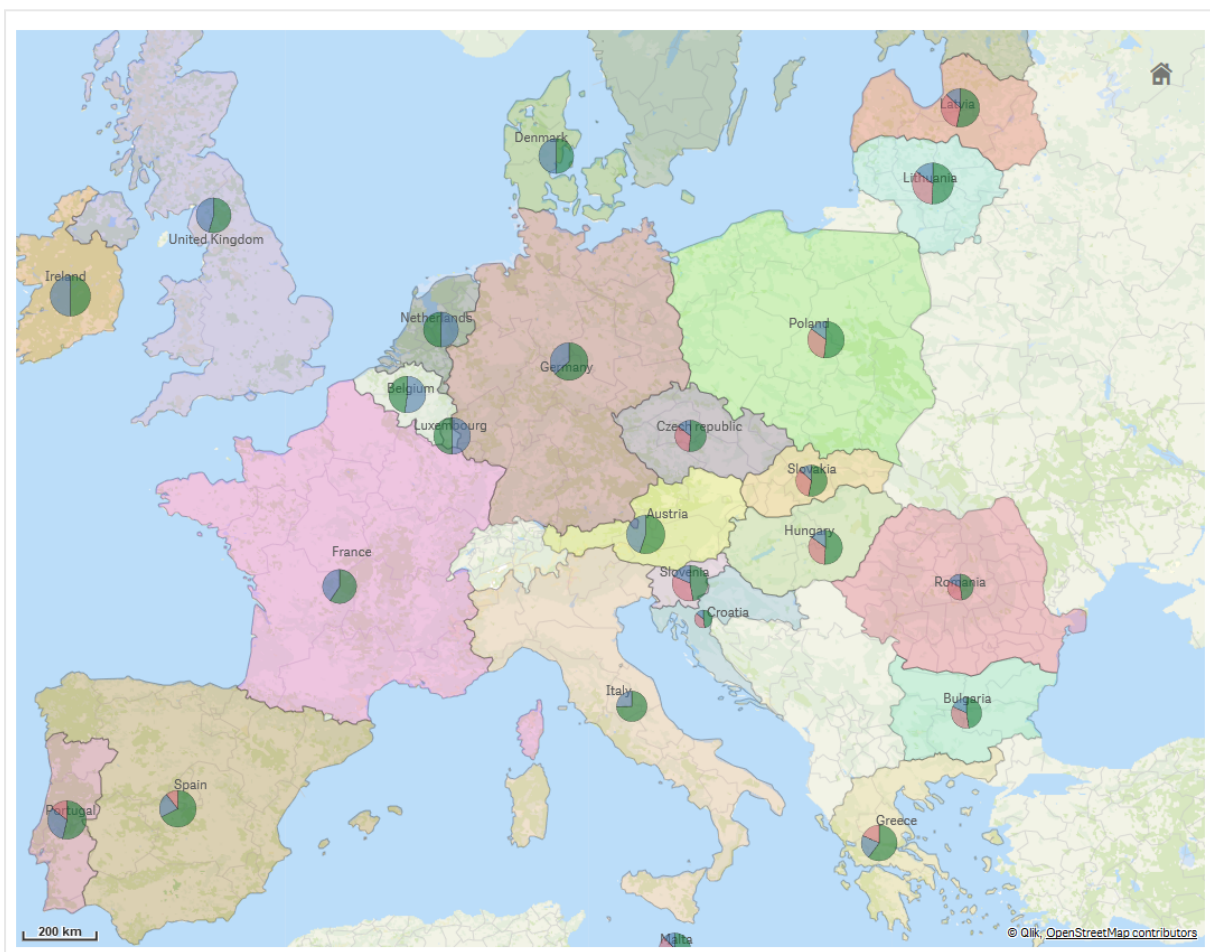 Latvia
Denmark
Lithuania
United Kingdom
Ireland
Netherlands
Poland
Germany
Belgium
Luxembourg
Czech republic
Slovakia
Austria
Hungary
France
Slovenia
Romania
Croatia
Italy
Bulgaria
Spain
Portugal
Greece
200 km
© Qlik, OpenStreetMap contributors
Malta